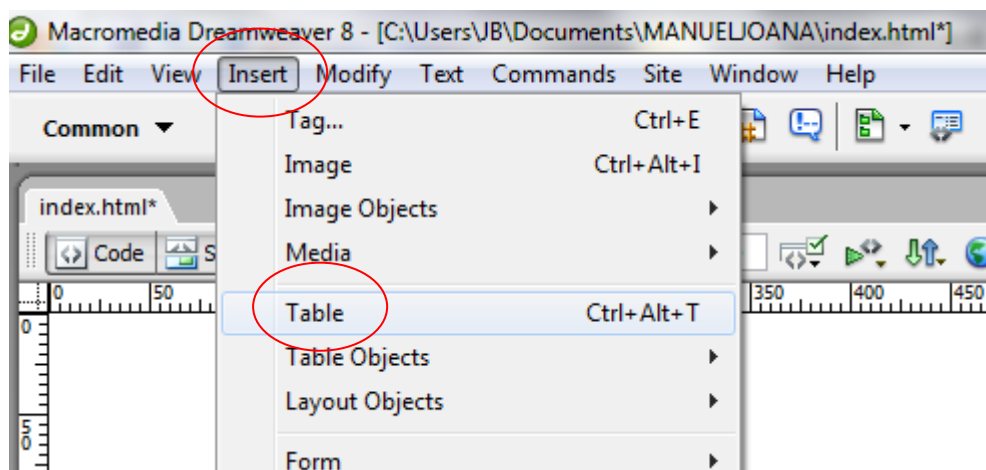 Macromedia Dreamweaver 8 - [C:\Users\JB\Documents\MANUELJOANA\index.html*]
File Edit View Insert Modify Text Commands Site Window Help
Common
Tag... Ctrl+E
Image Ctrl+Alt+I
Image Objects
index.html*
Code S
Media
0 50 350 400 450
Table Ctrl+Alt+T
0
Table Objects
Layout Objects
50
Form